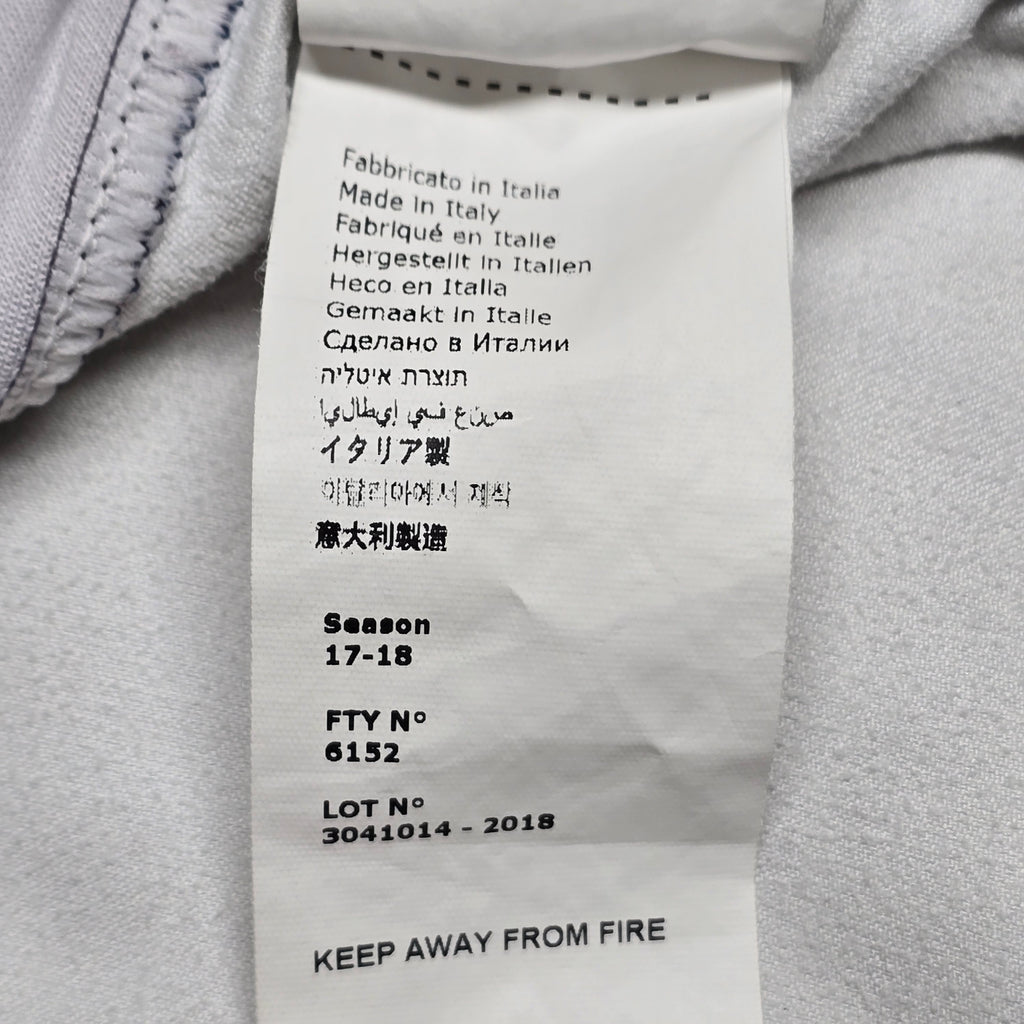 Fabbricato in Italia
Made in Italy
Fabriqué en Italie
Hergestellt in Italien
Heco en Italia
Gemaakt in Italie
Сделано в Италии
תוצרת איטליה
صنع في إيطاليا
イタリア製
이탈리아에서 제작
意大利製造
Season
17-18
FTY N°
6152
LOT N°
3041014 - 2018
KEEP AWAY FROM FIRE